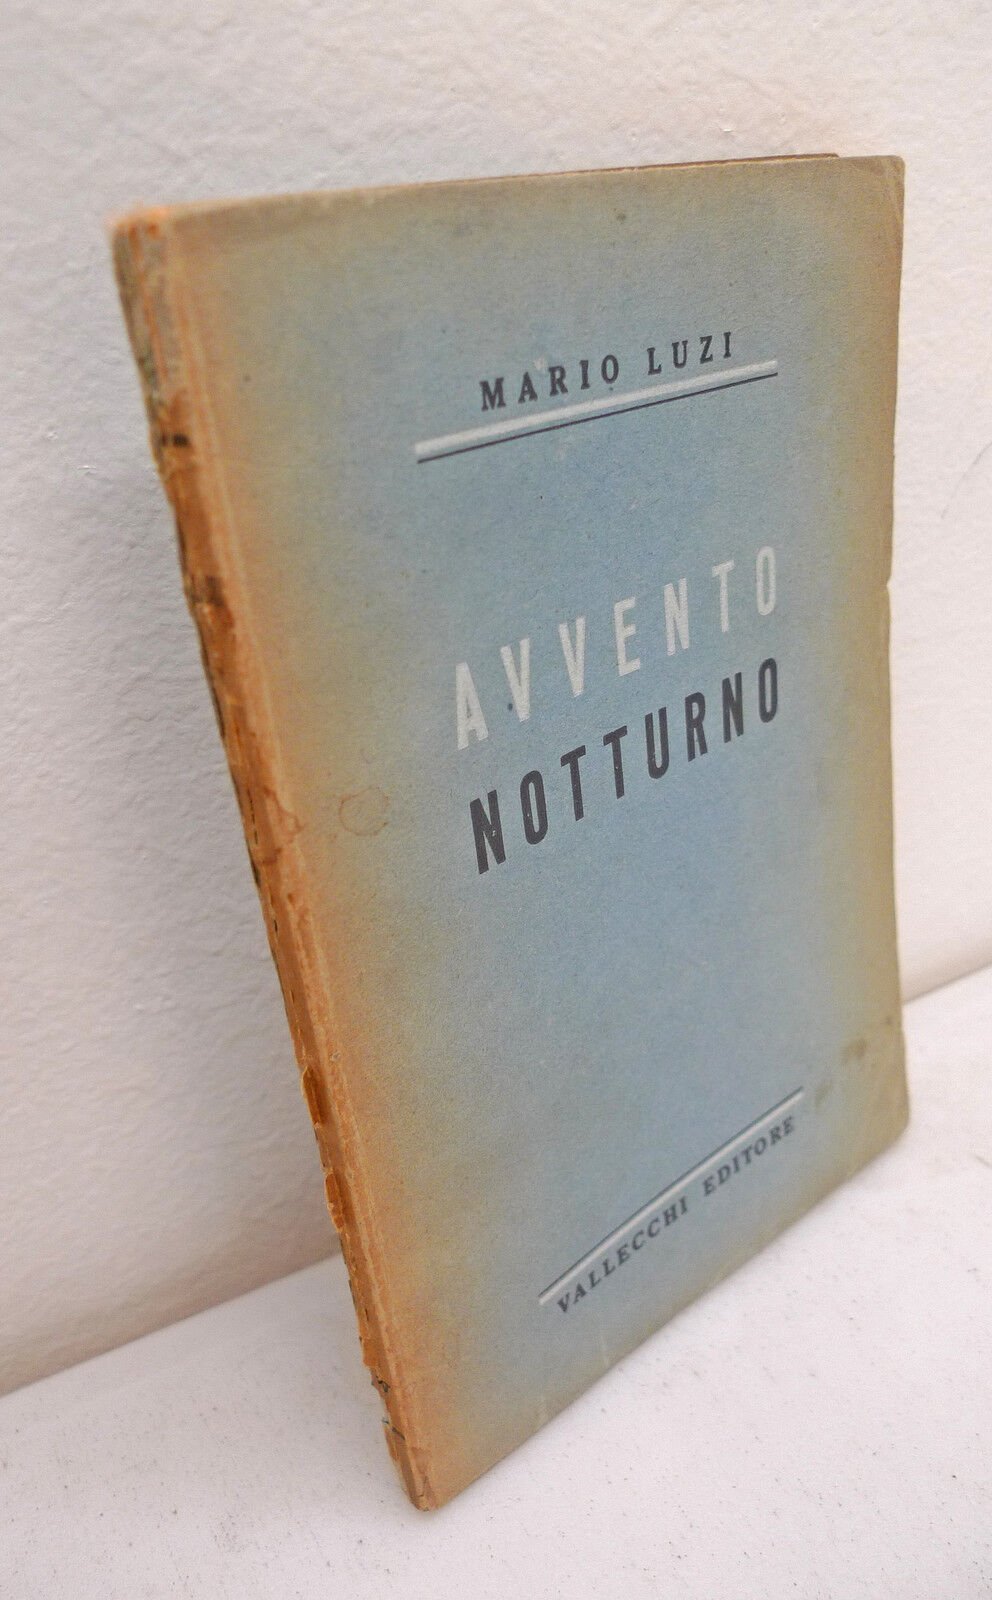 MARIO LUZI
AVVENTO
NOTTURNO
VALLECCHI EDITORE